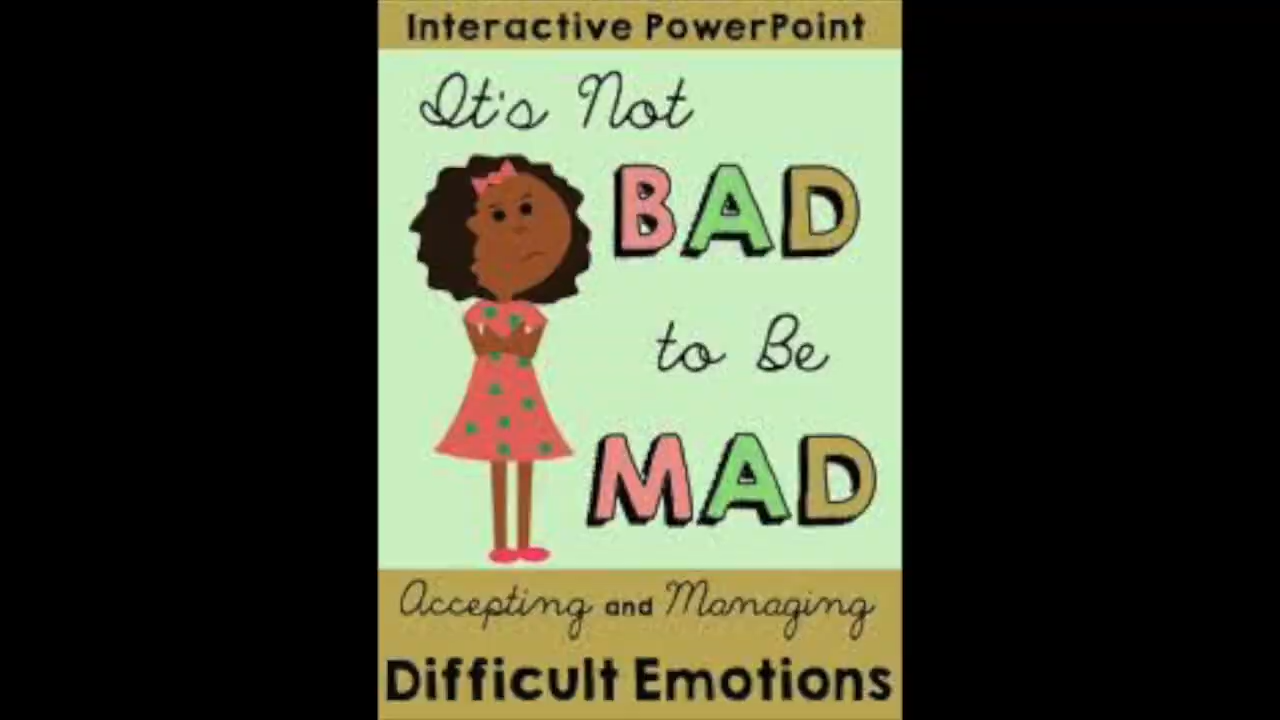 Interactive PowerPoint
It's Not
BAD
to Be
MAD
Accepting and Managing
Difficult Emotions